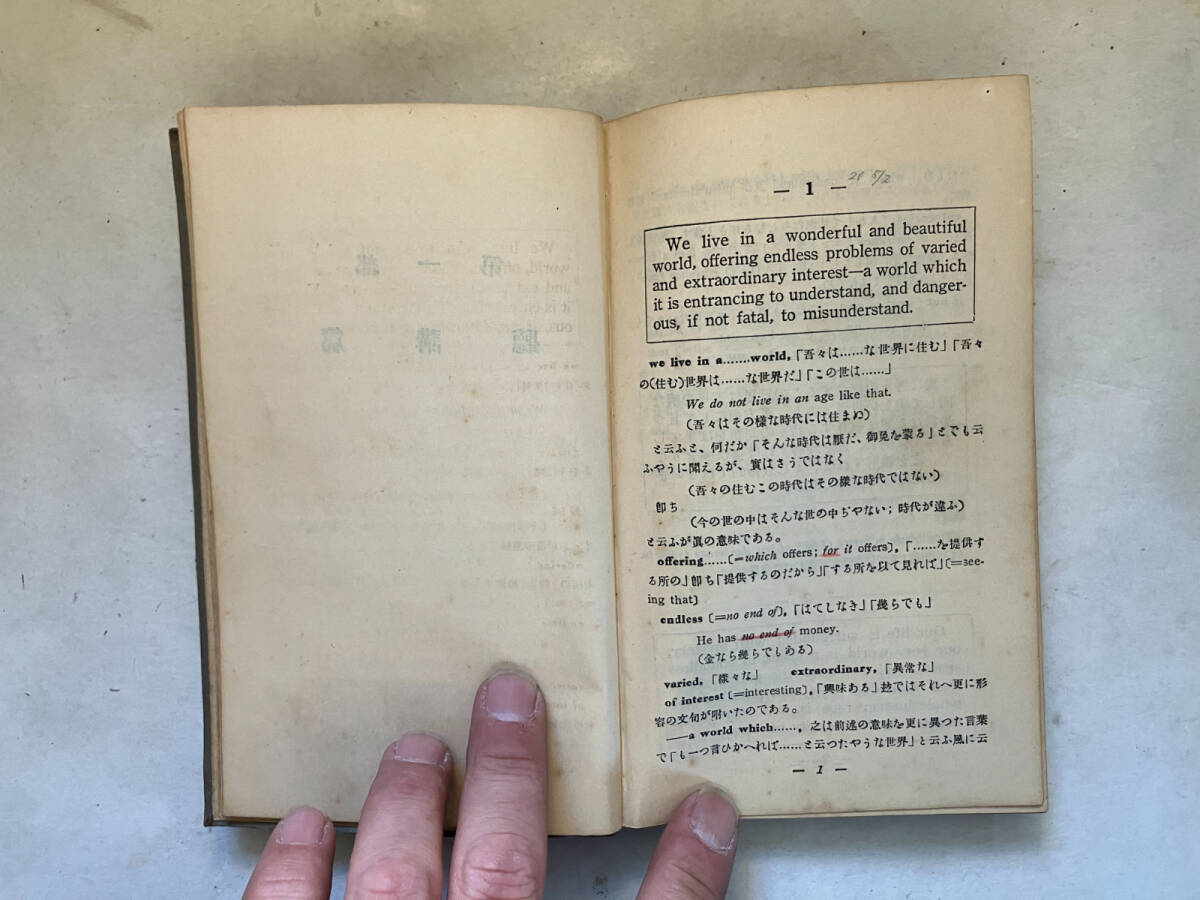 — 1 —
We live in a wonderful and beautiful
world, offering endless problems of varied
and extraordinary interest—a world which
it is entrancing to understand, and danger-
ous, if not fatal, to misunderstand.
we live in a.......world,「吾々は……な世界に住む」「吾々
の(住む)世界は……な世界だ」「この世は……」
We do not live in an age like that.
(吾々はその様な時代には住まぬ)
と云ふと、何だか「そんな時代は厭だ、御免を蒙る」とでも云
ふやうに聞えるが、實はさうではなく
(吾々の住むこの時代はその様な時代ではない)
卽ち
(今の世の中はそんな世の中ぢやない; 時代が違ふ)
と云ふが眞の意味である。
offering……〔=which offers; for it offers〕,「……を提供す
る所の」卽ち「提供するのだから」「する所を以て見れば」〔=see-
ing that〕
endless〔=no end of〕,「はてしなき」「幾らでも」
He has no end of money.
(金なら幾らでもある)
varied,「樣々な」 extraordinary,「異常な」
of interest〔=interesting〕,「興味ある」玆ではそれへ更に形
容の文句が附いたのである。
——a world which……, 之は前述の意味を更に異つた言葉
で「も一つ言ひかへれば……と云つたやうな世界」と云ふ風に云
— 1 —